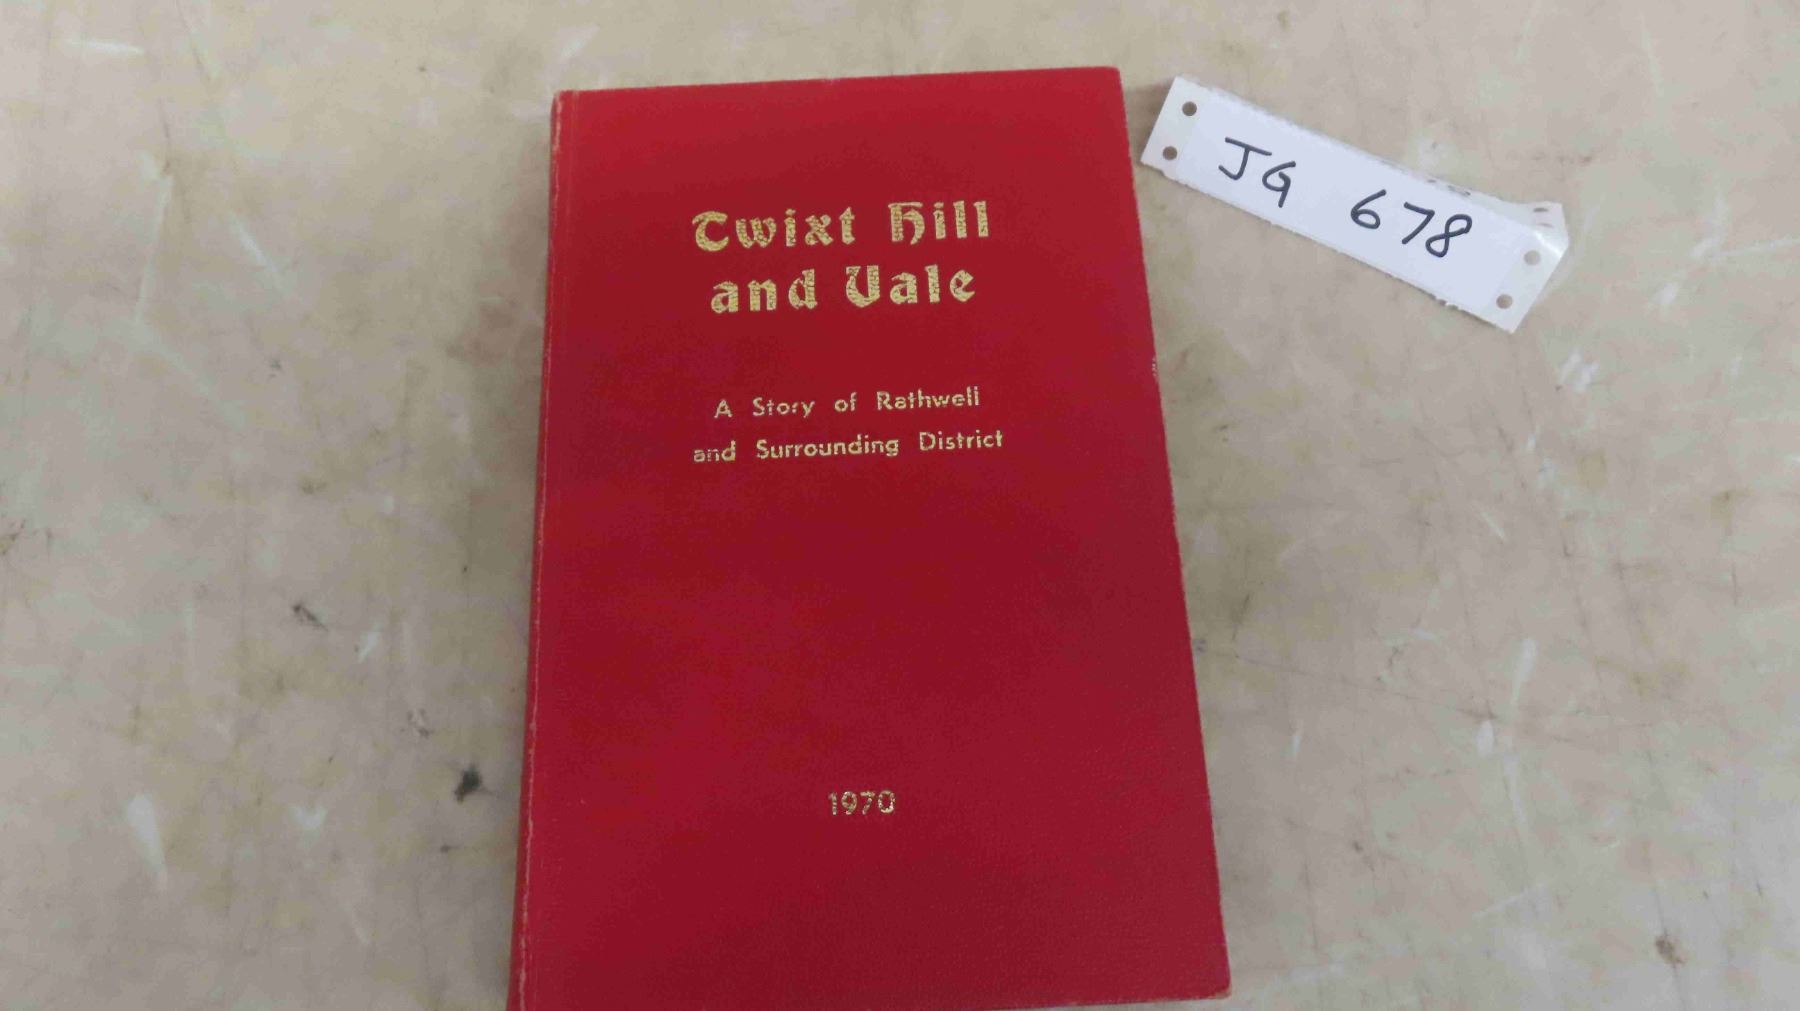 Twixt Hill
and Vale
A Story of Rathwell
and Surrounding District
1970
JG 678